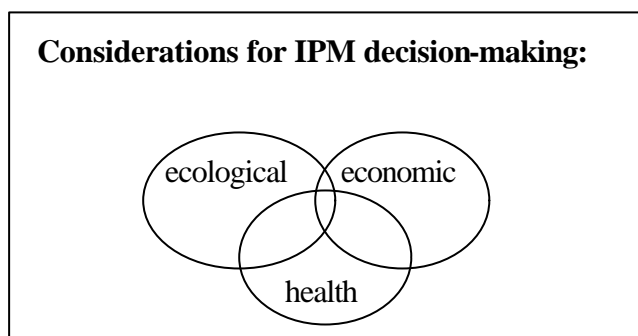 Considerations for IPM decision-making:
ecological economic
health